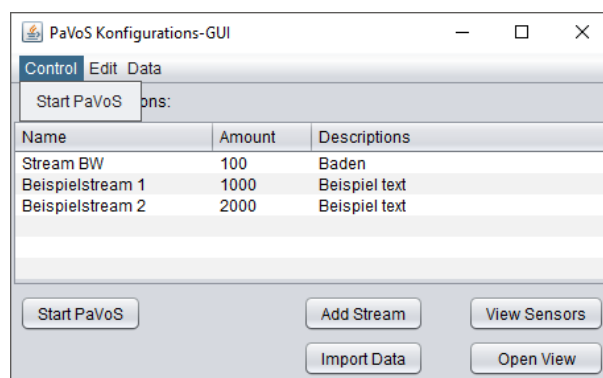 PaVoS Konfigurations-GUI
Control Edit Data
Start PaVoS ons:
Name Amount Descriptions
Stream BW 100 Baden
Beispielstream 1 1000 Beispiel text
Beispielstream 2 2000 Beispiel text
Start PaVoS Add Stream View Sensors
Import Data Open View